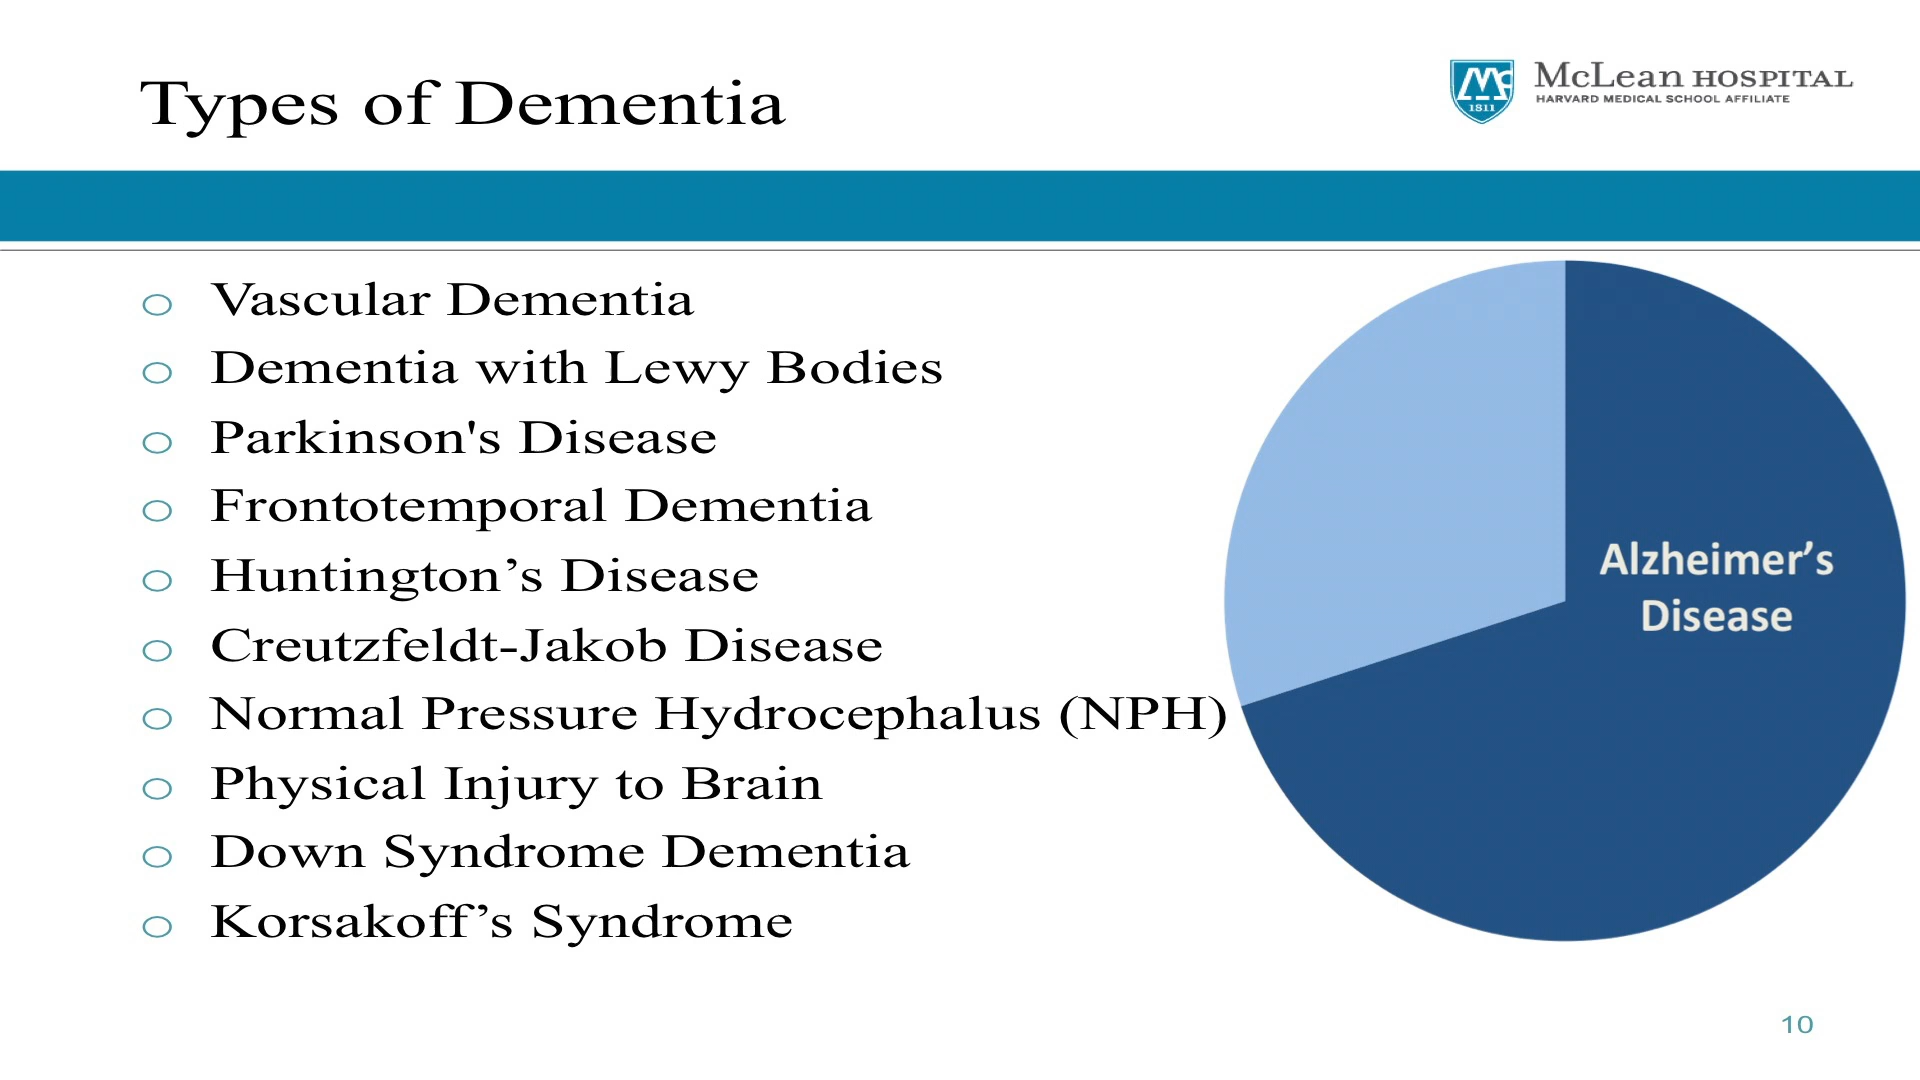 Types of Dementia
McLean HOSPITAL
HARVARD MEDICAL SCHOOL AFFILIATE
1811
Vascular Dementia
Dementia with Lewy Bodies
Parkinson's Disease
Frontotemporal Dementia
Huntington’s Disease
Creutzfeldt-Jakob Disease
Normal Pressure Hydrocephalus (NPH)
Physical Injury to Brain
Down Syndrome Dementia
Korsakoff’s Syndrome
Alzheimer’s
Disease
10